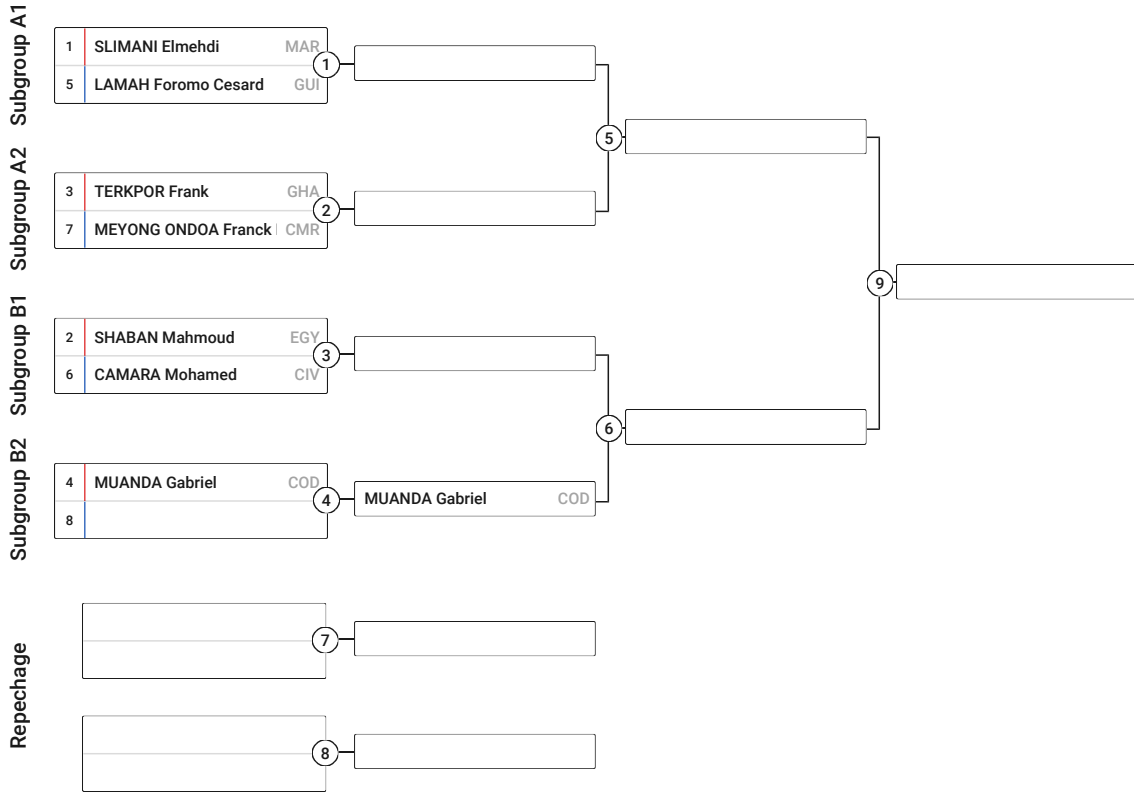 Subgroup A1
1 SLIMANI Elmehdi MAR
5 LAMAH Foromo Cesard GUI
1
5
Subgroup A2
3 TERKPOR Frank GHA
7 MEYONG ONDOA Franck CMR
2
9
Subgroup B1
2 SHABAN Mahmoud EGY
6 CAMARA Mohamed CIV
3
6
Subgroup B2
4 MUANDA Gabriel COD
8
4
MUANDA Gabriel COD
Repechage
7
8